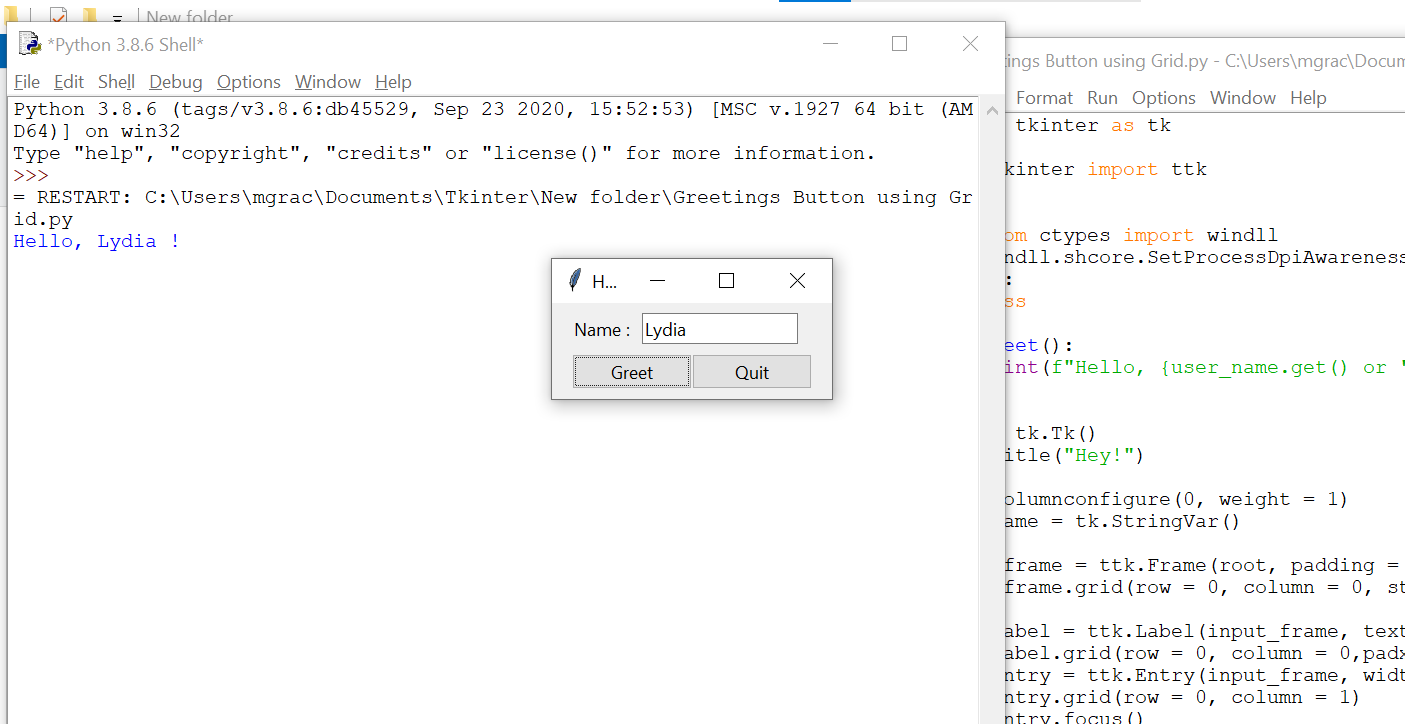 New folder
*Python 3.8.6 Shell*
File Edit Shell Debug Options Window Help
Python 3.8.6 (tags/v3.8.6:db45529, Sep 23 2020, 15:52:53) [MSC v.1927 64 bit (AM
D64)] on win32
Type "help", "copyright", "credits" or "license()" for more information.
>>>
= RESTART: C:\Users\mgrac\Documents\Tkinter\New folder\Greetings Button using Gr
id.py
Hello, Lydia !
H...
Name :
Lydia
Greet Quit
ings Button using Grid.py - C:\Users\mgrac\Docum
Format Run Options Window Help
tkinter as tk
kinter import ttk
om ctypes import windll
ndll.shcore.SetProcessDpiAwareness
:
ss
eet():
int(f"Hello, {user_name.get() or '
tk.Tk()
itle("Hey!")
olumnconfigure(0, weight = 1)
ame = tk.StringVar()
frame = ttk.Frame(root, padding =
frame.grid(row = 0, column = 0, st
abel = ttk.Label(input_frame, text
abel.grid(row = 0, column = 0,padx
ntry = ttk.Entry(input_frame, widt
ntry.grid(row = 0, column = 1)
ntry.focus()